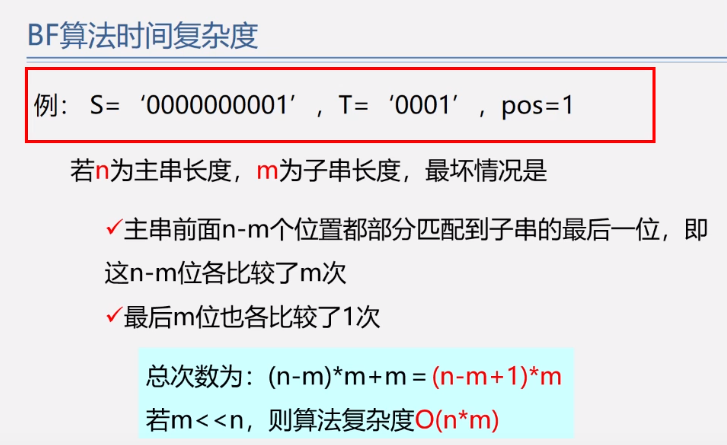 BF算法时间复杂度
例： S=‘0000000001’，T=‘0001’，pos=1
若n为主串长度，m为子串长度，最坏情况是
✓主串前面n-m个位置都部分匹配到子串的最后一位，即
这n-m位各比较了m次
✓最后m位也各比较了1次
总次数为：(n-m)*m+m＝(n-m+1)*m
若m<<n，则算法复杂度O(n*m)